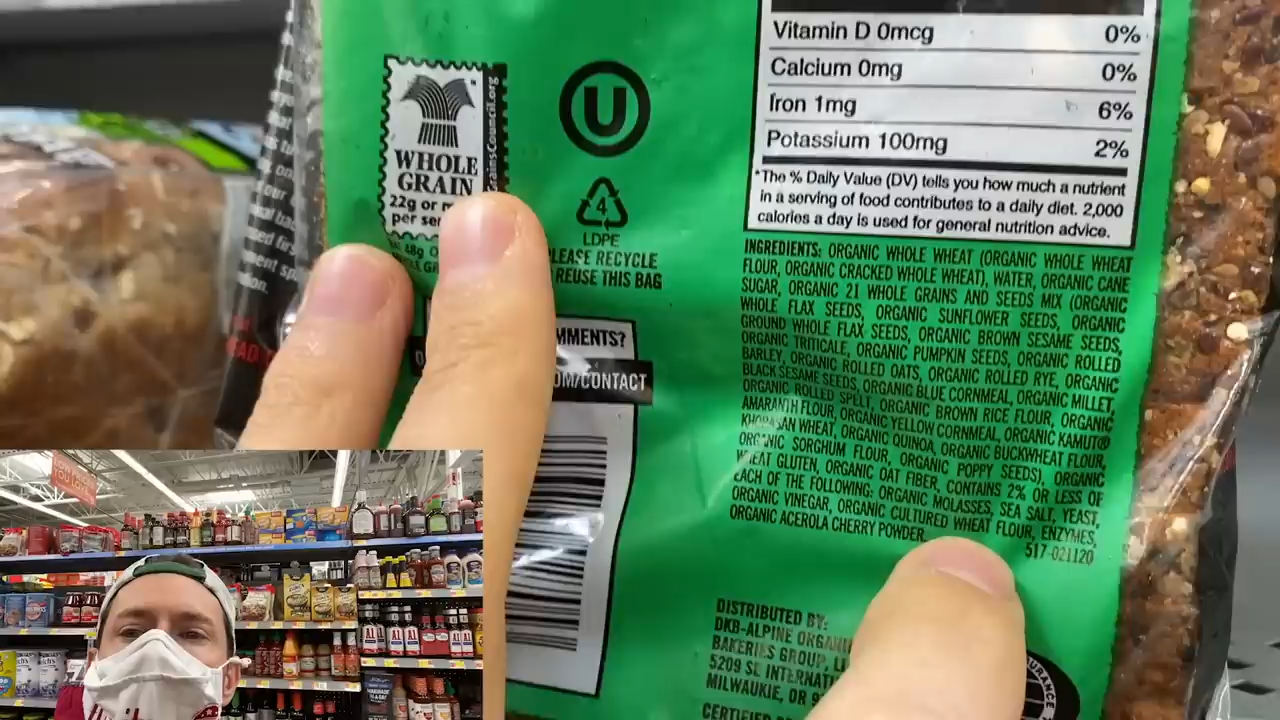 Vitamin D 0mcg 0%
Calcium 0mg 0%
Iron 1mg 6%
Potassium 100mg 2%
*The % Daily Value (DV) tells you how much a nutrient
in a serving of food contributes to a daily diet. 2,000
calories a day is used for general nutrition advice.
INGREDIENTS: ORGANIC WHOLE WHEAT (ORGANIC WHOLE WHEAT
FLOUR, ORGANIC CRACKED WHOLE WHEAT), WATER, ORGANIC CANE
SUGAR, ORGANIC 21 WHOLE GRAINS AND SEEDS MIX (ORGANIC
WHOLE FLAX SEEDS, ORGANIC SUNFLOWER SEEDS, ORGANIC
GROUND WHOLE FLAX SEEDS, ORGANIC BROWN SESAME SEEDS,
ORGANIC TRITICALE, ORGANIC PUMPKIN SEEDS, ORGANIC ROLLED
BARLEY, ORGANIC ROLLED OATS, ORGANIC ROLLED RYE, ORGANIC
BLACK SESAME SEEDS, ORGANIC BLUE CORNMEAL, ORGANIC MILLET,
ORGANIC ROLLED SPELT, ORGANIC BROWN RICE FLOUR, ORGANIC
AMARANTH FLOUR, ORGANIC YELLOW CORNMEAL, ORGANIC KAMUT®
KHORASAN WHEAT, ORGANIC QUINOA, ORGANIC BUCKWHEAT FLOUR,
ORGANIC SORGHUM FLOUR, ORGANIC POPPY SEEDS), ORGANIC
WHEAT GLUTEN, ORGANIC OAT FIBER, CONTAINS 2% OR LESS OF
EACH OF THE FOLLOWING: ORGANIC MOLASSES, SEA SALT, YEAST,
ORGANIC VINEGAR, ORGANIC CULTURED WHEAT FLOUR, ENZYMES,
ORGANIC ACEROLA CHERRY POWDER.
517-021120
DISTRIBUTED BY:
DKB-ALPINE
BAKERIES GROUP,
5209 SE
MILWAUKIE, OR
CERTIFIED
WHOLE
GRAIN
22g or
per
U
4
LDPE
PLEASE RECYCLE
REUSE THIS BAG
OM/CONTACT
A1
A1
A1